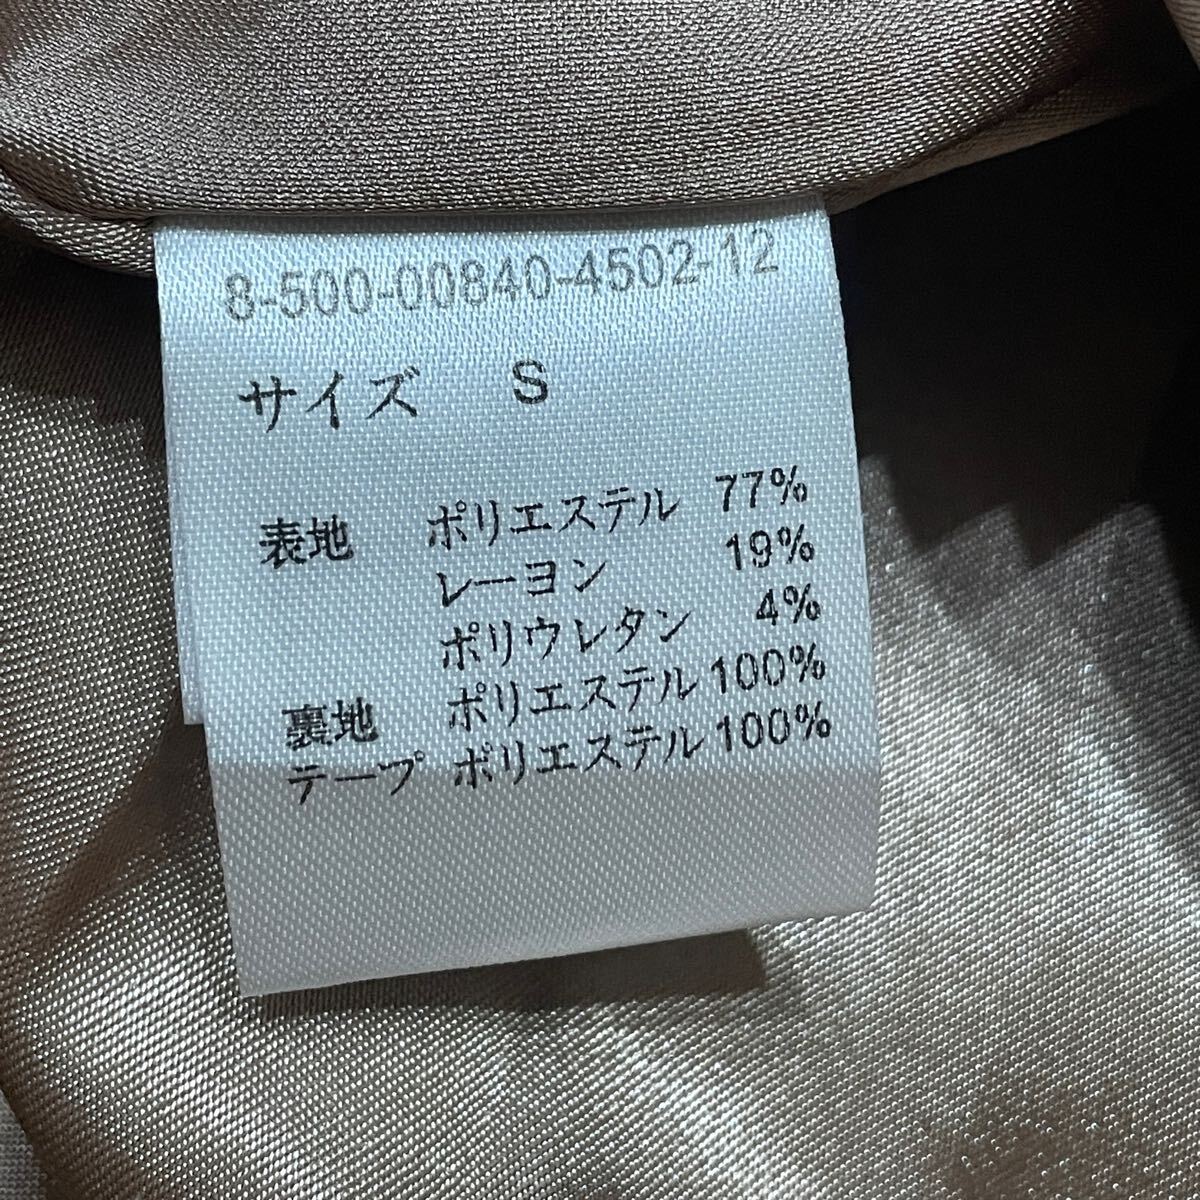 8-500-00840-4502-12
サイズ S
表地 ポリエステル 77%
レーヨン 19%
ポリウレタン 4%
裏地 ポリエステル 100%
テープ ポリエステル 100%